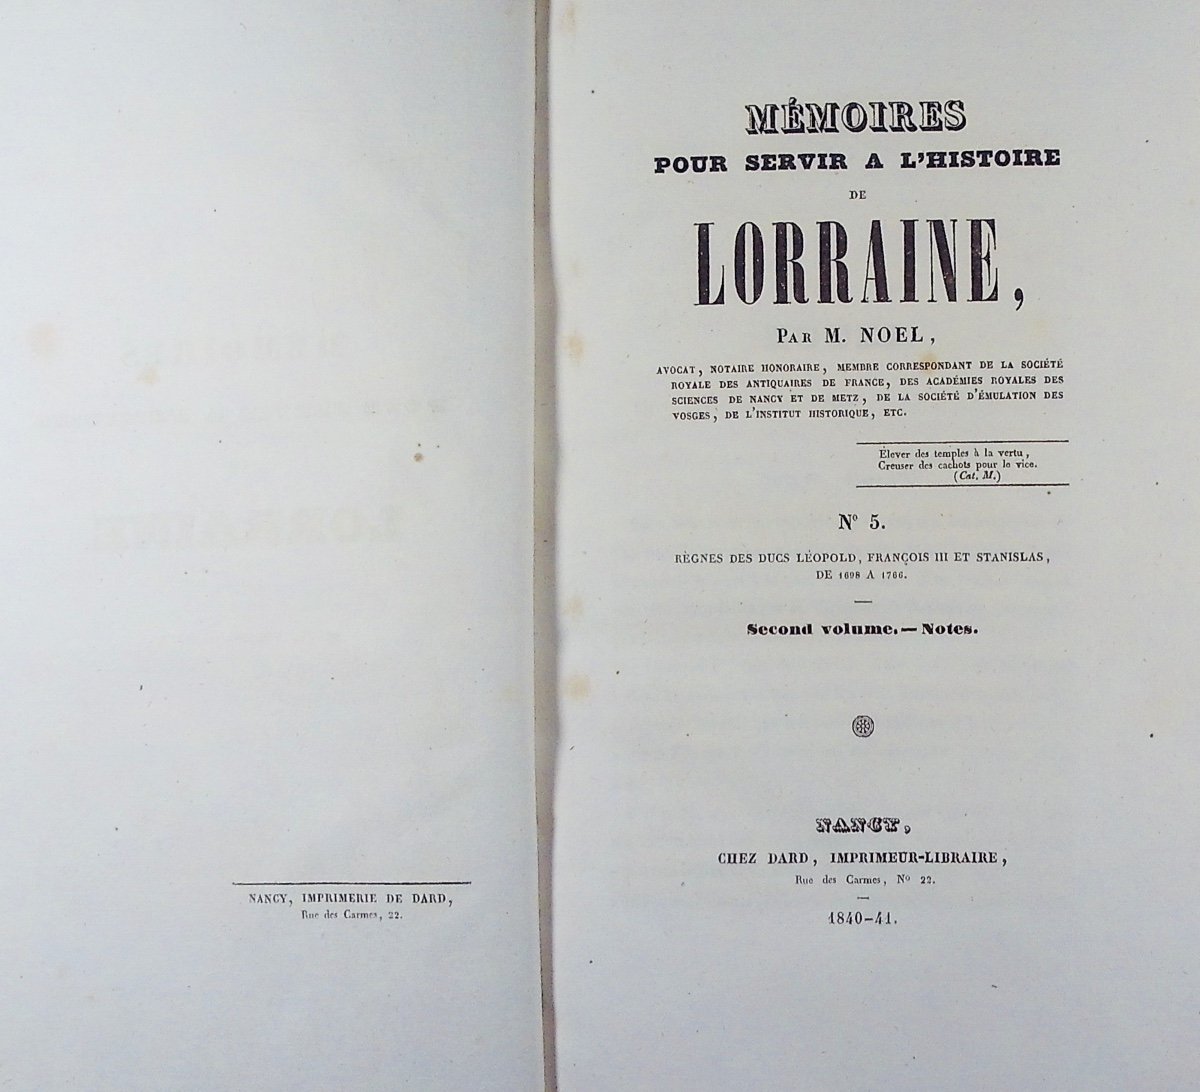 NANCY, IMPRIMERIE DE DARD,
Rue des Carmes, 22.
MÉMOIRES
POUR SERVIR A L'HISTOIRE
DE
LORRAINE,
PAR M. NOEL,
AVOCAT, NOTAIRE HONORAIRE, MEMBRE CORRESPONDANT DE LA SOCIÉTÉ
ROYALE DES ANTIQUAIRES DE FRANCE, DES ACADÉMIES ROYALES DES
SCIENCES DE NANCY ET DE METZ, DE LA SOCIÉTÉ D'ÉMULATION DES
VOSGES, DE L'INSTITUT HISTORIQUE, ETC.
Élever des temples à la vertu,
Creuser des cachots pour le vice.
(Cat. M.)
Nº 5.
RÈGNES DES DUCS LÉOPOLD, FRANÇOIS III ET STANISLAS,
DE 1698 A 1766.
Second volume.—Notes.
NANCY,
CHEZ DARD, IMPRIMEUR-LIBRAIRE,
Rue des Carmes, Nº 22.
1840-41.